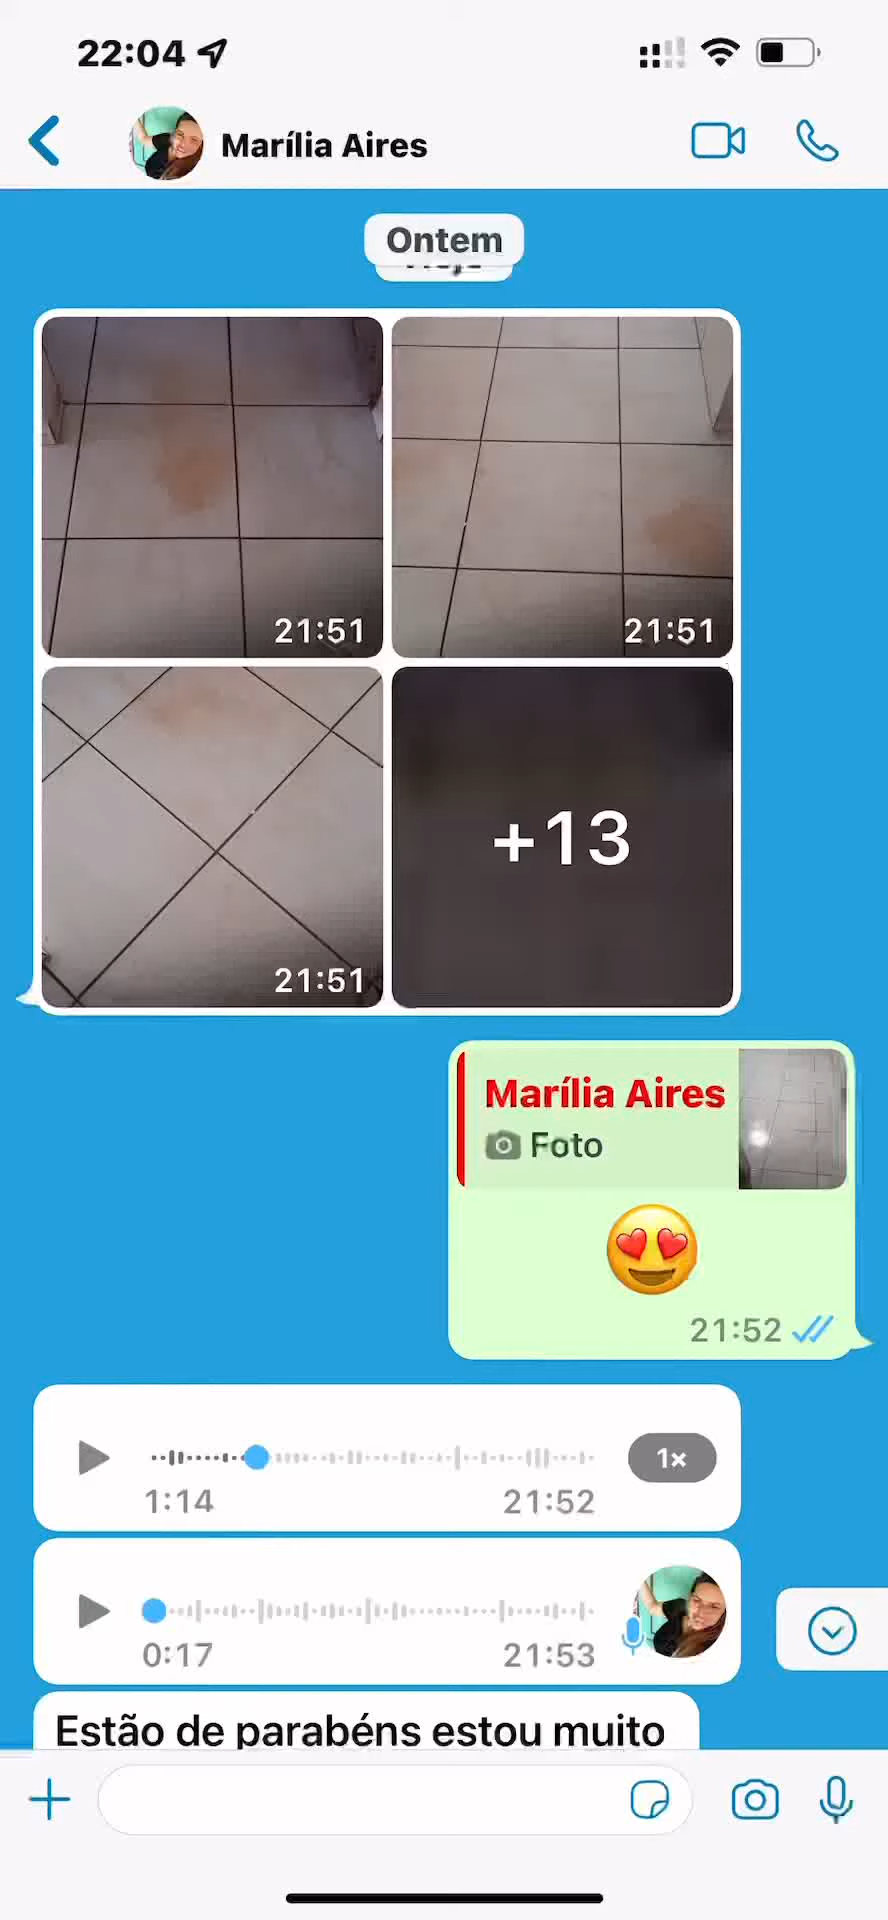 22:04
Marília Aires
Ontem
21:51
21:51
21:51
+13
Marília Aires
Foto
21:52
1×
1:14
21:52
0:17
21:53
Estão de parabéns estou muito